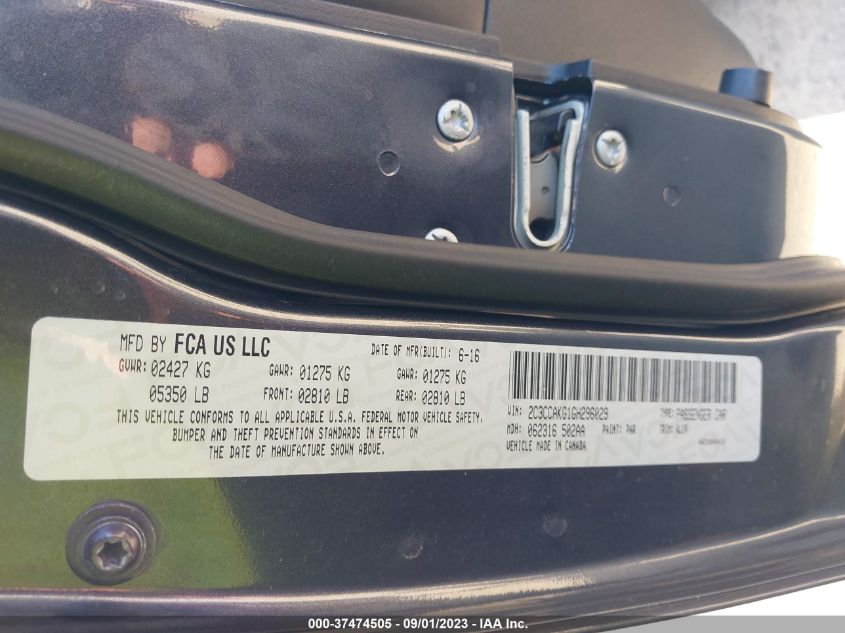 MFD BY FCA US LLC
DATE OF MFR(BUILT): 6-16
GVWR: 02427 KG
GAWR: 01275 KG
GAWR: 01275 KG
05350 LB
FRONT: 02810 LB
REAR: 02810 LB
THIS VEHICLE CONFORMS TO ALL APPLICABLE U.S.A. FEDERAL MOTOR VEHICLE SAFETY,
BUMPER AND THEFT PREVENTION STANDARDS IN EFFECT ON
THE DATE OF MANUFACTURE SHOWN ABOVE.
VIN: 2C3CCAKG1GH296029
TYPE: PASSENGER CAR
MDH: 062316 502AA
PAINT: PAR
TRIM: ALX9
VEHICLE MADE IN CANADA
000-37474505 - 09/01/2023 - IAA Inc.